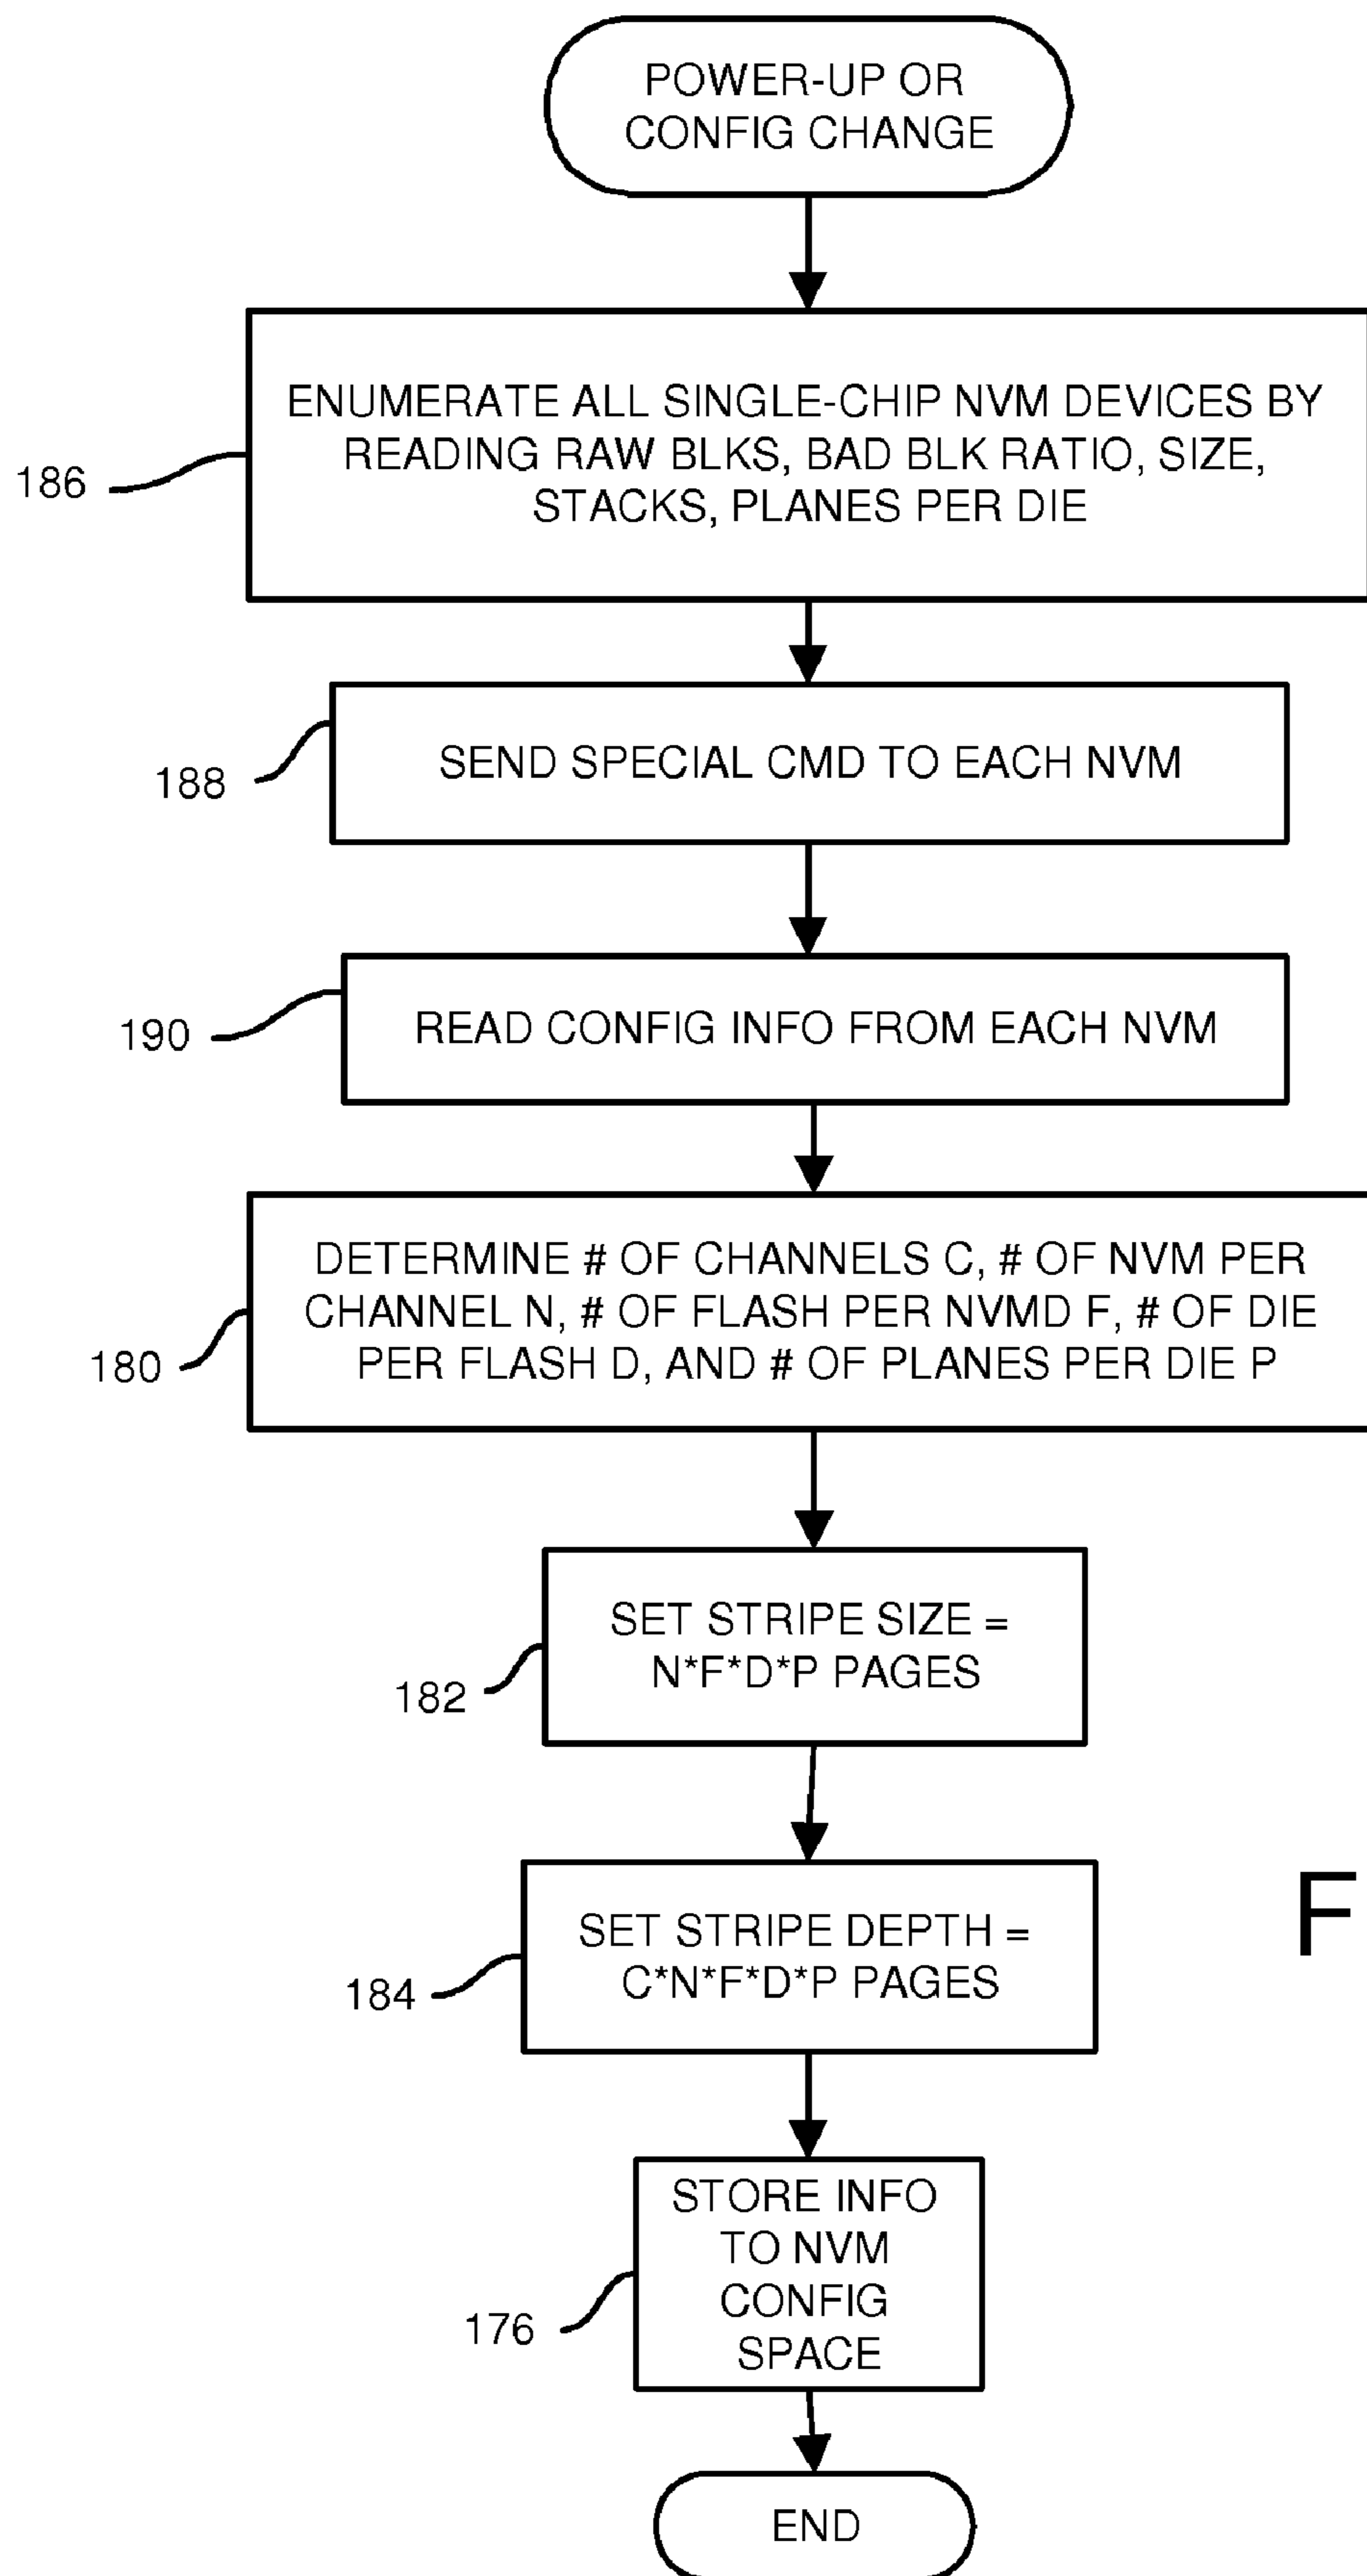 POWER-UP OR
CONFIG CHANGE
ENUMERATE ALL SINGLE-CHIP NVM DEVICES BY
READING RAW BLKS, BAD BLK RATIO, SIZE,
STACKS, PLANES PER DIE
186
SEND SPECIAL CMD TO EACH NVM
188
READ CONFIG INFO FROM EACH NVM
190
DETERMINE # OF CHANNELS C, # OF NVM PER
CHANNEL N, # OF FLASH PER NVMD F, # OF DIE
PER FLASH D, AND # OF PLANES PER DIE P
180
SET STRIPE SIZE =
N*F*D*P PAGES
182
SET STRIPE DEPTH =
C*N*F*D*P PAGES
184
F
STORE INFO
TO NVM
CONFIG
SPACE
176
END